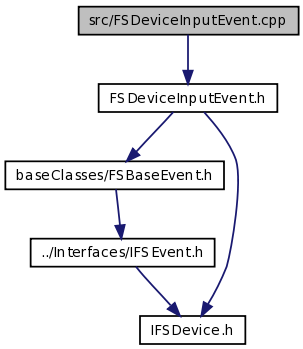 src/FSDeviceInputEvent.cpp
FSDeviceInputEvent.h
baseClasses/FSBaseEvent.h
../Interfaces/IFSEvent.h
IFSDevice.h